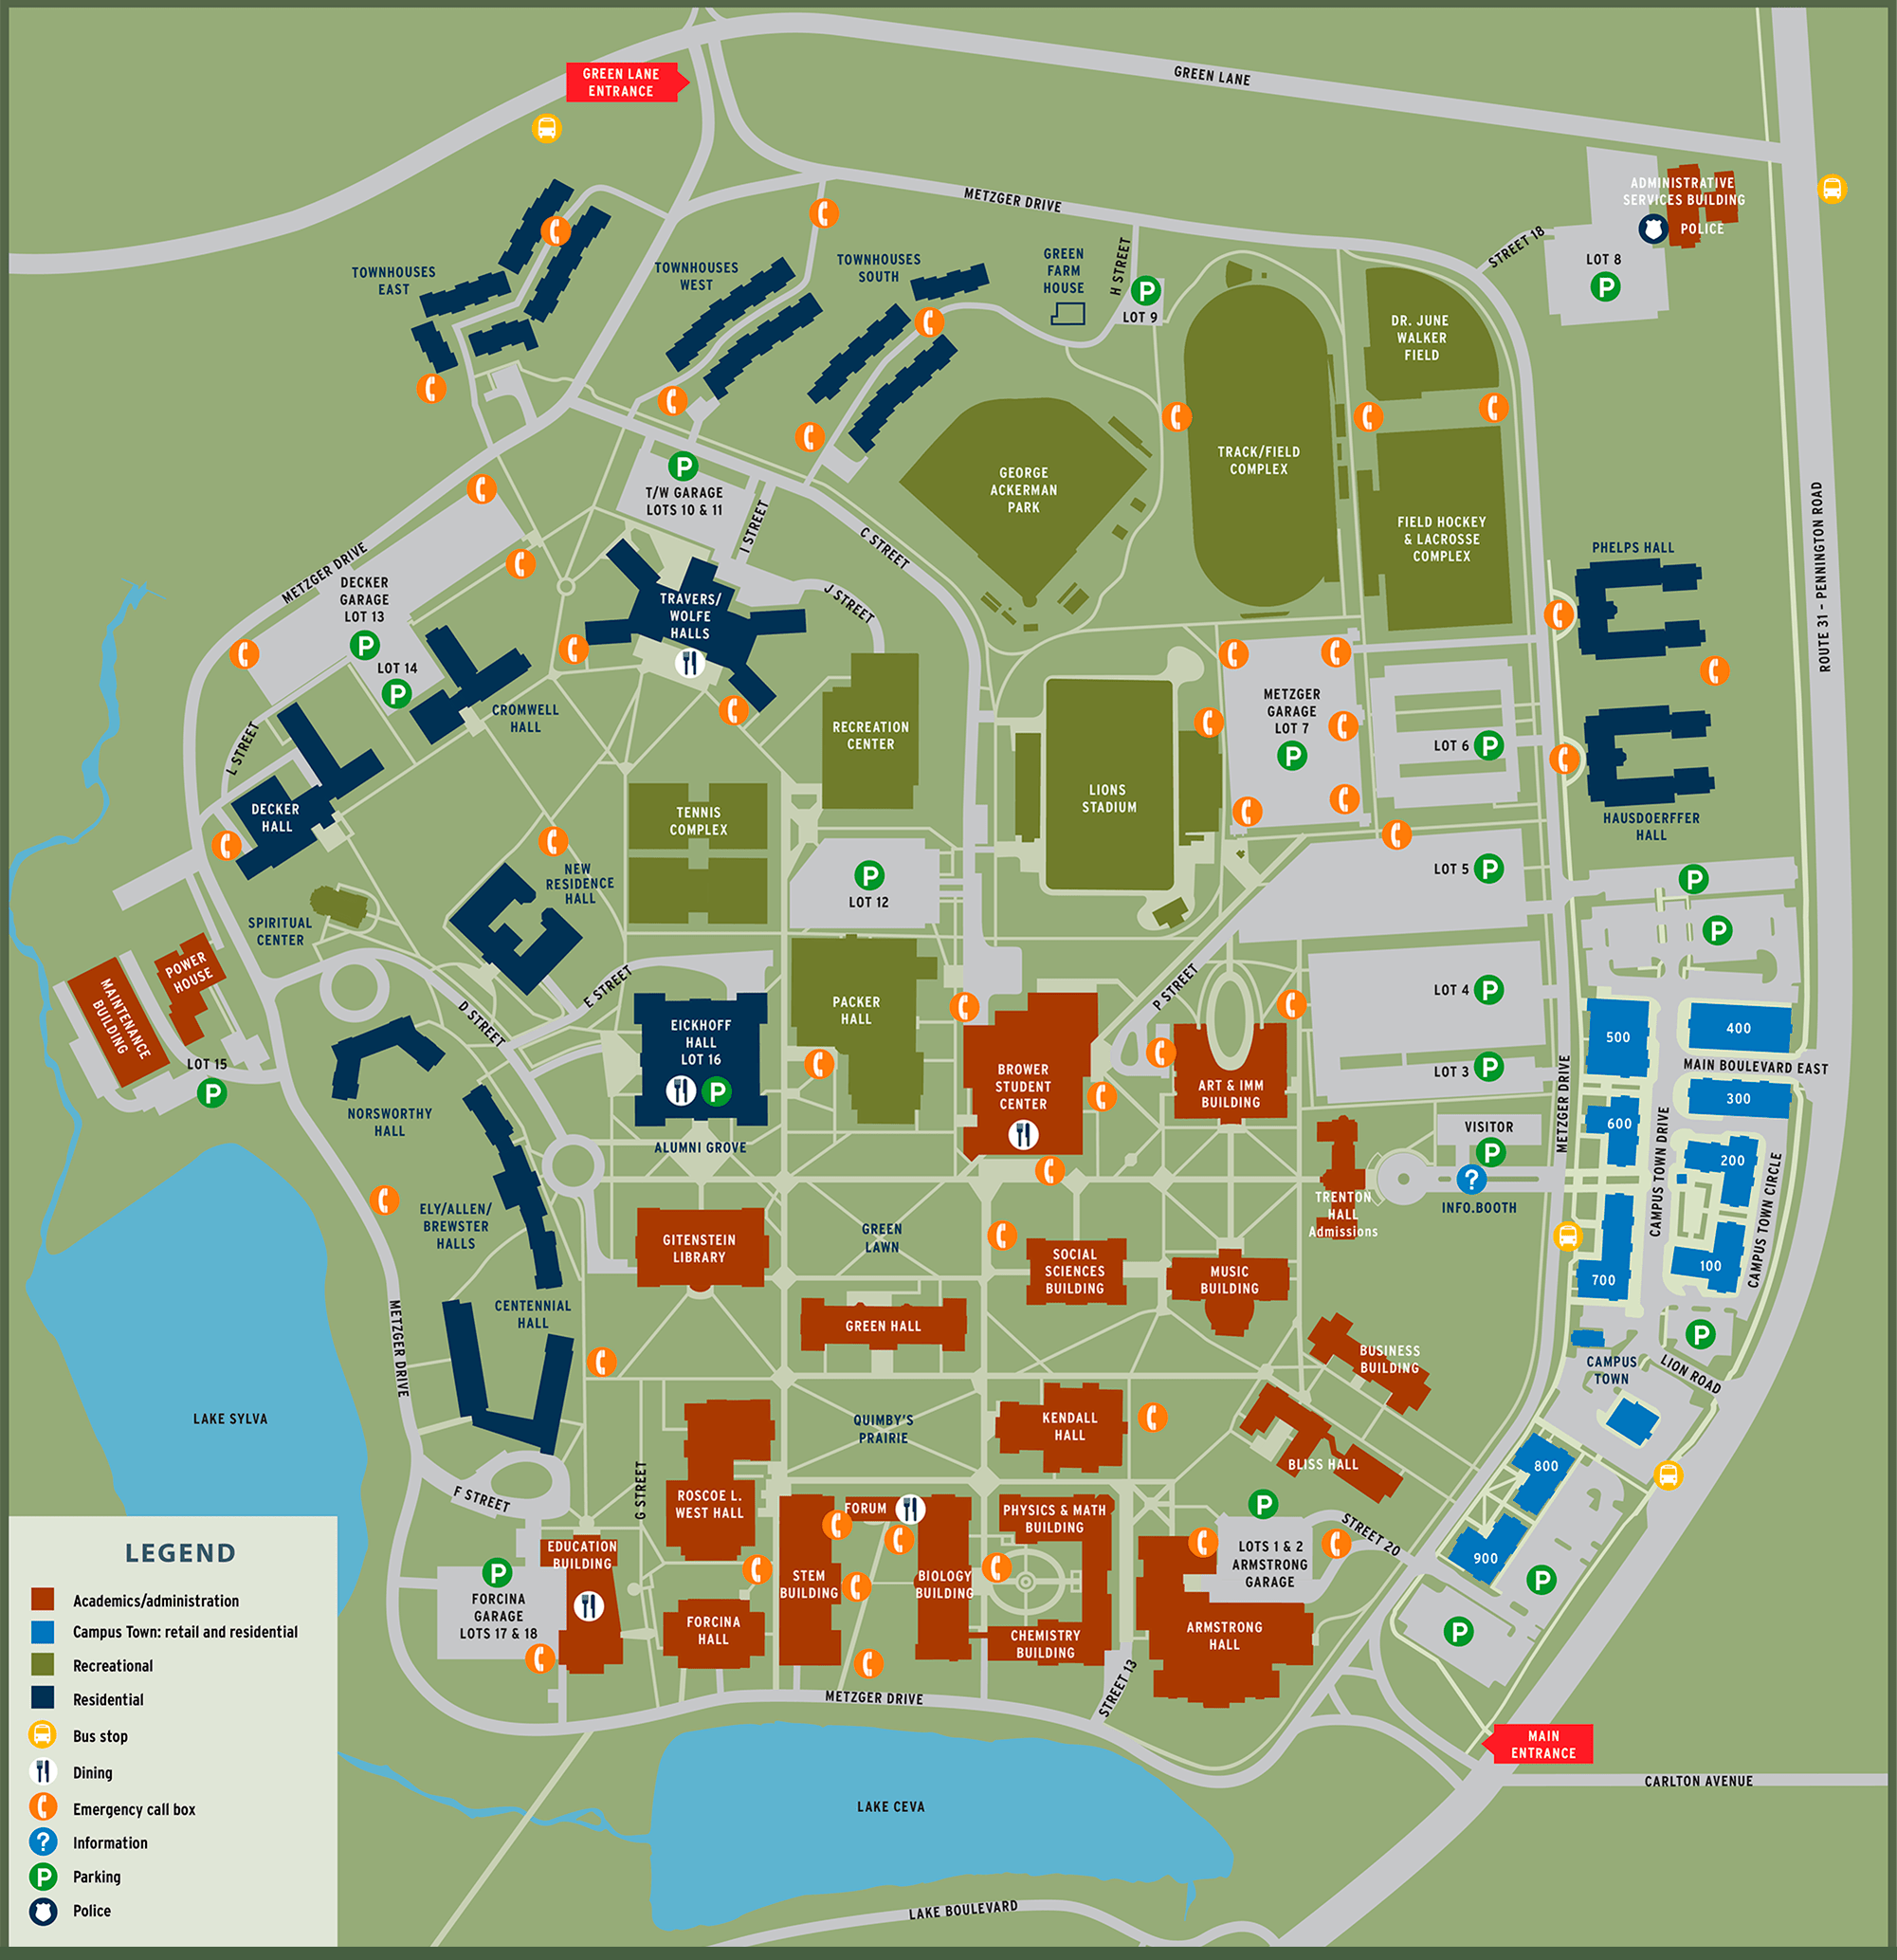 GREEN LANE
ENTRANCE
GREEN LANE
METZGER DRIVE
ADMINISTRATIVE
SERVICES BUILDING
POLICE
STREET 18
LOT 8
P
TOWNHOUSES
EAST
TOWNHOUSES
WEST
TOWNHOUSES
SOUTH
GREEN
FARM
HOUSE
H STREET
P
LOT 9
DR. JUNE
WALKER
FIELD
TRACK/FIELD
COMPLEX
GEORGE
ACKERMAN
PARK
FIELD HOCKEY
& LACROSSE
COMPLEX
P
T/W GARAGE
LOTS 10 & 11
I STREET
C STREET
J STREET
METZGER DRIVE
DECKER
GARAGE
LOT 13
P
LOT 14
P
TRAVERS/
WOLFE
HALLS
CROMWELL
HALL
L STREET
DECKER
HALL
RECREATION
CENTER
TENNIS
COMPLEX
LIONS
STADIUM
METZGER
GARAGE
LOT 7
P
LOT 6 P
PHELPS HALL
HAUSDOERFFER
HALL
ROUTE 31 - PENNINGTON ROAD
LOT 5 P
P
P
NEW
RESIDENCE
HALL
P
LOT 12
SPIRITUAL
CENTER
POWER
HOUSE
MAINTENANCE
BUILDING
LOT 15
P
D STREET
E STREET
EICKHOFF
HALL
LOT 16
P
ALUMNI GROVE
PACKER
HALL
BROWER
STUDENT
CENTER
P STREET
ART & IMM
BUILDING
LOT 4 P
LOT 3 P
METZGER DRIVE
500
400
MAIN BOULEVARD EAST
300
600
200
CAMPUS TOWN DRIVE
CAMPUS TOWN CIRCLE
100
700
VISITOR
P
?
INFO.BOOTH
TRENTON
HALL
Admissions
NORSWORTHY
HALL
ELY/ALLEN/
BREWSTER
HALLS
GITENSTEIN
LIBRARY
GREEN
LAWN
SOCIAL
SCIENCES
BUILDING
MUSIC
BUILDING
CENTENNIAL
HALL
GREEN HALL
BUSINESS
BUILDING
P
LION ROAD
CAMPUS
TOWN
METZGER DRIVE
LAKE SYLVA
QUIMBY'S
PRAIRIE
KENDALL
HALL
BLISS HALL
800
900
F STREET
G STREET
ROSCOE L.
WEST HALL
FORUM
PHYSICS & MATH
BUILDING
P
LOTS 1 & 2
ARMSTRONG
GARAGE
STREET 20
P
P
EDUCATION
BUILDING
P
FORCINA
GARAGE
LOTS 17 & 18
FORCINA
HALL
STEM
BUILDING
BIOLOGY
BUILDING
CHEMISTRY
BUILDING
ARMSTRONG
HALL
STREET 13
METZGER DRIVE
MAIN
ENTRANCE
CARLTON AVENUE
LAKE CEVA
LAKE BOULEVARD
LEGEND
Academics/administration
Campus Town: retail and residential
Recreational
Residential
Bus stop
Dining
Emergency call box
? Information
P Parking
Police